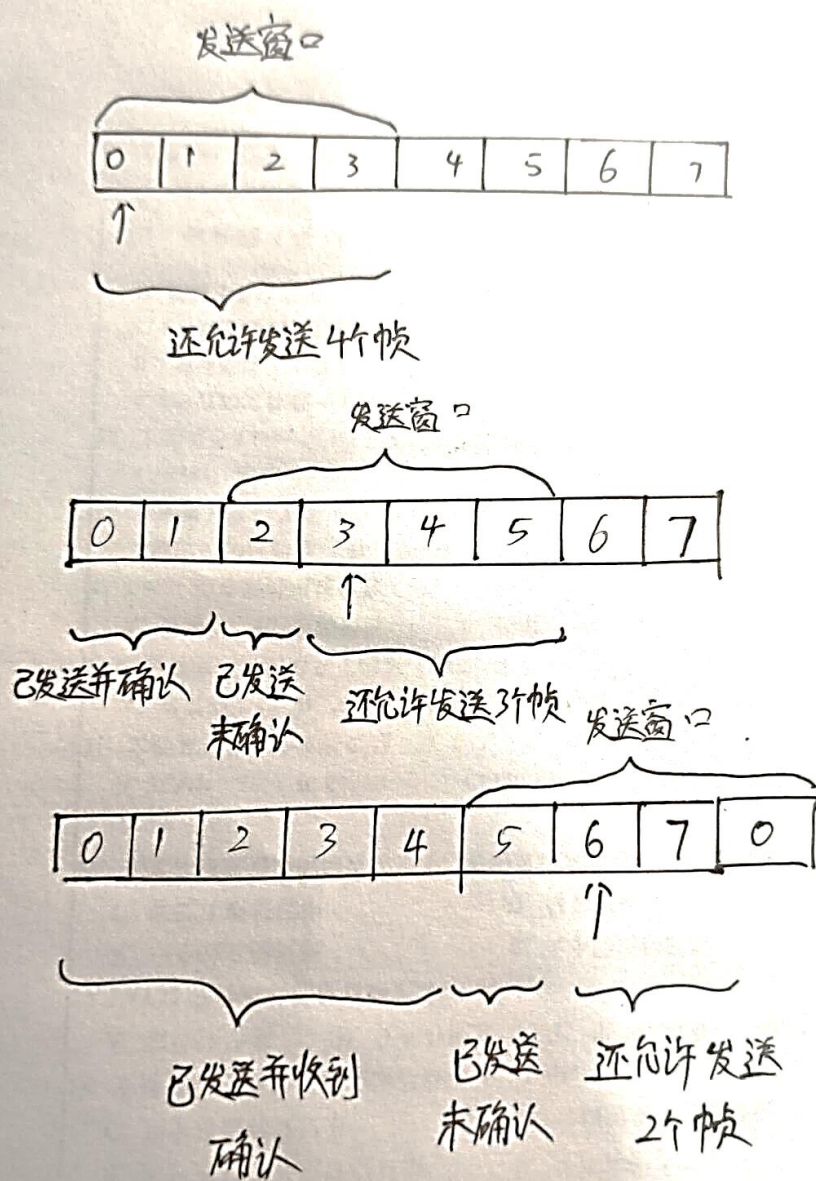 发送窗口
0 1 2 3 4 5 6 7
↑
还允许发送4个帧
发送窗口
0 1 2 3 4 5 6 7
↑
已发送并确认 已发送 还允许发送3个帧
未确认
发送窗口
0 1 2 3 4 5 6 7 0
↑
已发送并收到 已发送 还允许发送
确认 未确认 2个帧